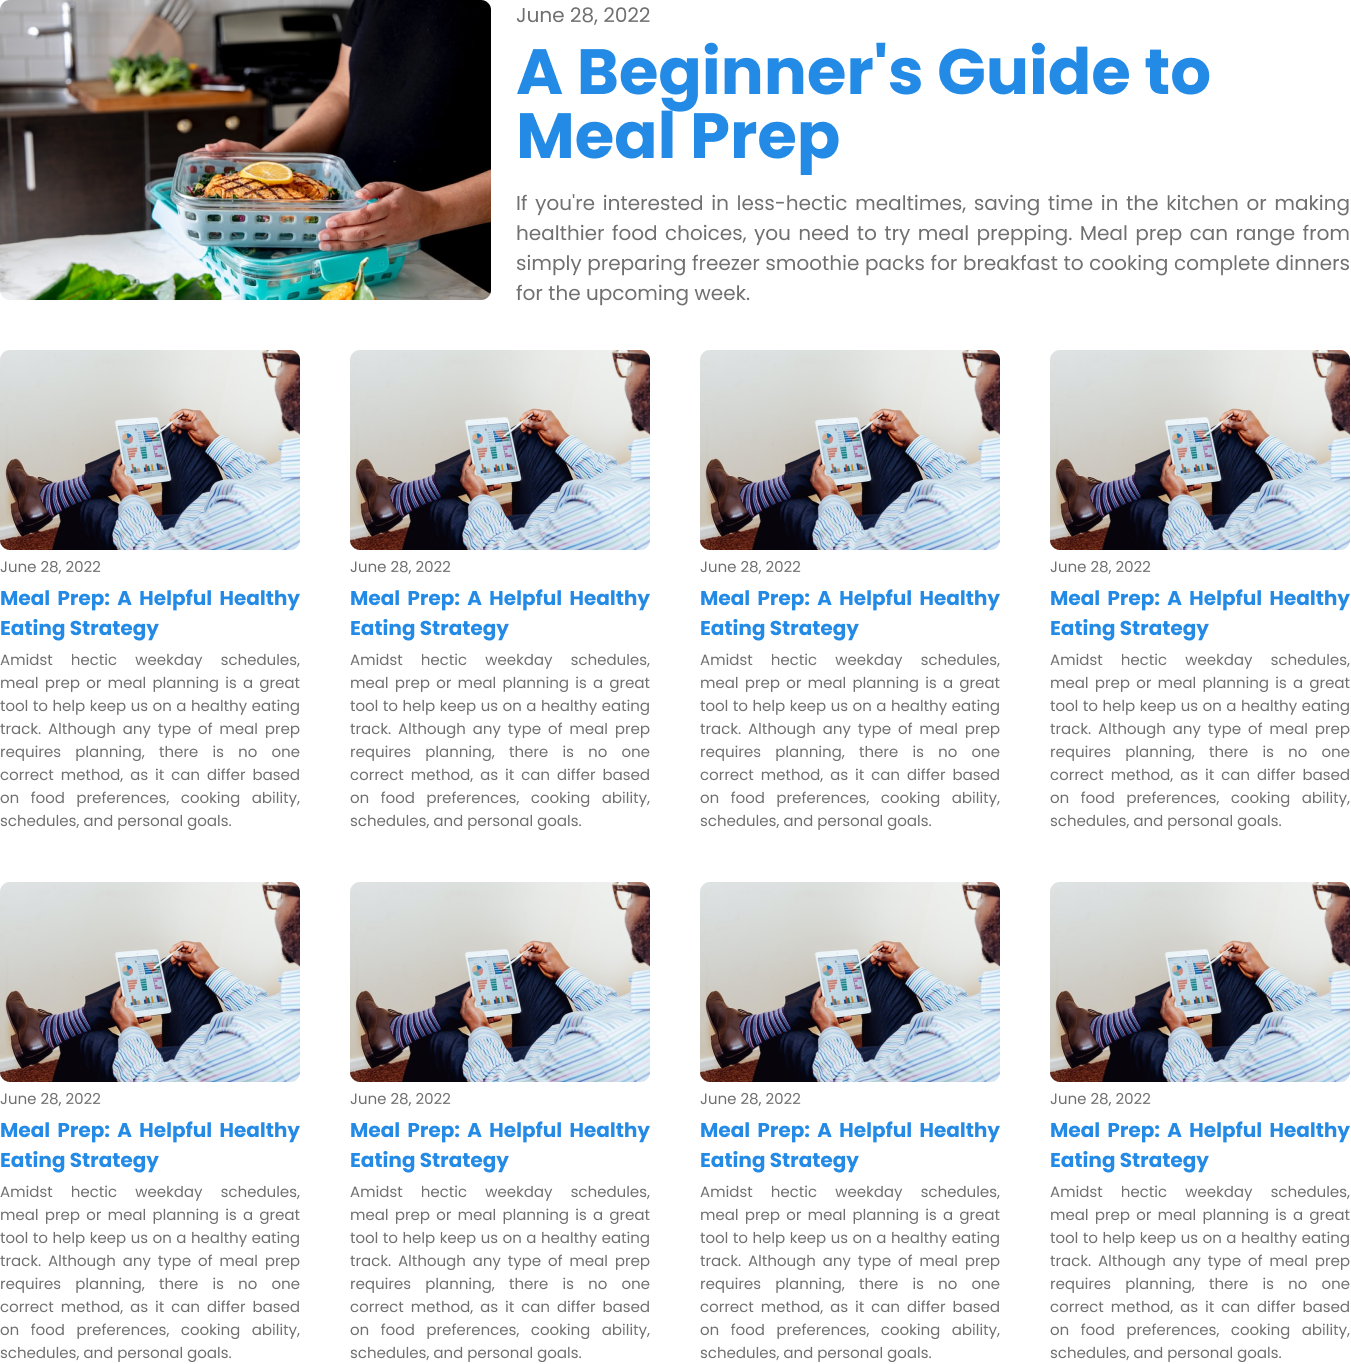 June 28, 2022
A Beginner's Guide to
Meal Prep
If you're interested in less-hectic mealtimes, saving time in the kitchen or making
healthier food choices, you need to try meal prepping. Meal prep can range from
simply preparing freezer smoothie packs for breakfast to cooking complete dinners
for the upcoming week.
June 28, 2022
Meal Prep: A Helpful Healthy
Eating Strategy
Amidst hectic weekday schedules,
meal prep or meal planning is a great
tool to help keep us on a healthy eating
track. Although any type of meal prep
requires planning, there is no one
correct method, as it can differ based
on food preferences, cooking ability,
schedules, and personal goals.
June 28, 2022
Meal Prep: A Helpful Healthy
Eating Strategy
Amidst hectic weekday schedules,
meal prep or meal planning is a great
tool to help keep us on a healthy eating
track. Although any type of meal prep
requires planning, there is no one
correct method, as it can differ based
on food preferences, cooking ability,
schedules, and personal goals.
June 28, 2022
Meal Prep: A Helpful Healthy
Eating Strategy
Amidst hectic weekday schedules,
meal prep or meal planning is a great
tool to help keep us on a healthy eating
track. Although any type of meal prep
requires planning, there is no one
correct method, as it can differ based
on food preferences, cooking ability,
schedules, and personal goals.
June 28, 2022
Meal Prep: A Helpful Healthy
Eating Strategy
Amidst hectic weekday schedules,
meal prep or meal planning is a great
tool to help keep us on a healthy eating
track. Although any type of meal prep
requires planning, there is no one
correct method, as it can differ based
on food preferences, cooking ability,
schedules, and personal goals.
June 28, 2022
Meal Prep: A Helpful Healthy
Eating Strategy
Amidst hectic weekday schedules,
meal prep or meal planning is a great
tool to help keep us on a healthy eating
track. Although any type of meal prep
requires planning, there is no one
correct method, as it can differ based
on food preferences, cooking ability,
schedules, and personal goals.
June 28, 2022
Meal Prep: A Helpful Healthy
Eating Strategy
Amidst hectic weekday schedules,
meal prep or meal planning is a great
tool to help keep us on a healthy eating
track. Although any type of meal prep
requires planning, there is no one
correct method, as it can differ based
on food preferences, cooking ability,
schedules, and personal goals.
June 28, 2022
Meal Prep: A Helpful Healthy
Eating Strategy
Amidst hectic weekday schedules,
meal prep or meal planning is a great
tool to help keep us on a healthy eating
track. Although any type of meal prep
requires planning, there is no one
correct method, as it can differ based
on food preferences, cooking ability,
schedules, and personal goals.
June 28, 2022
Meal Prep: A Helpful Healthy
Eating Strategy
Amidst hectic weekday schedules,
meal prep or meal planning is a great
tool to help keep us on a healthy eating
track. Although any type of meal prep
requires planning, there is no one
correct method, as it can differ based
on food preferences, cooking ability,
schedules, and personal goals.